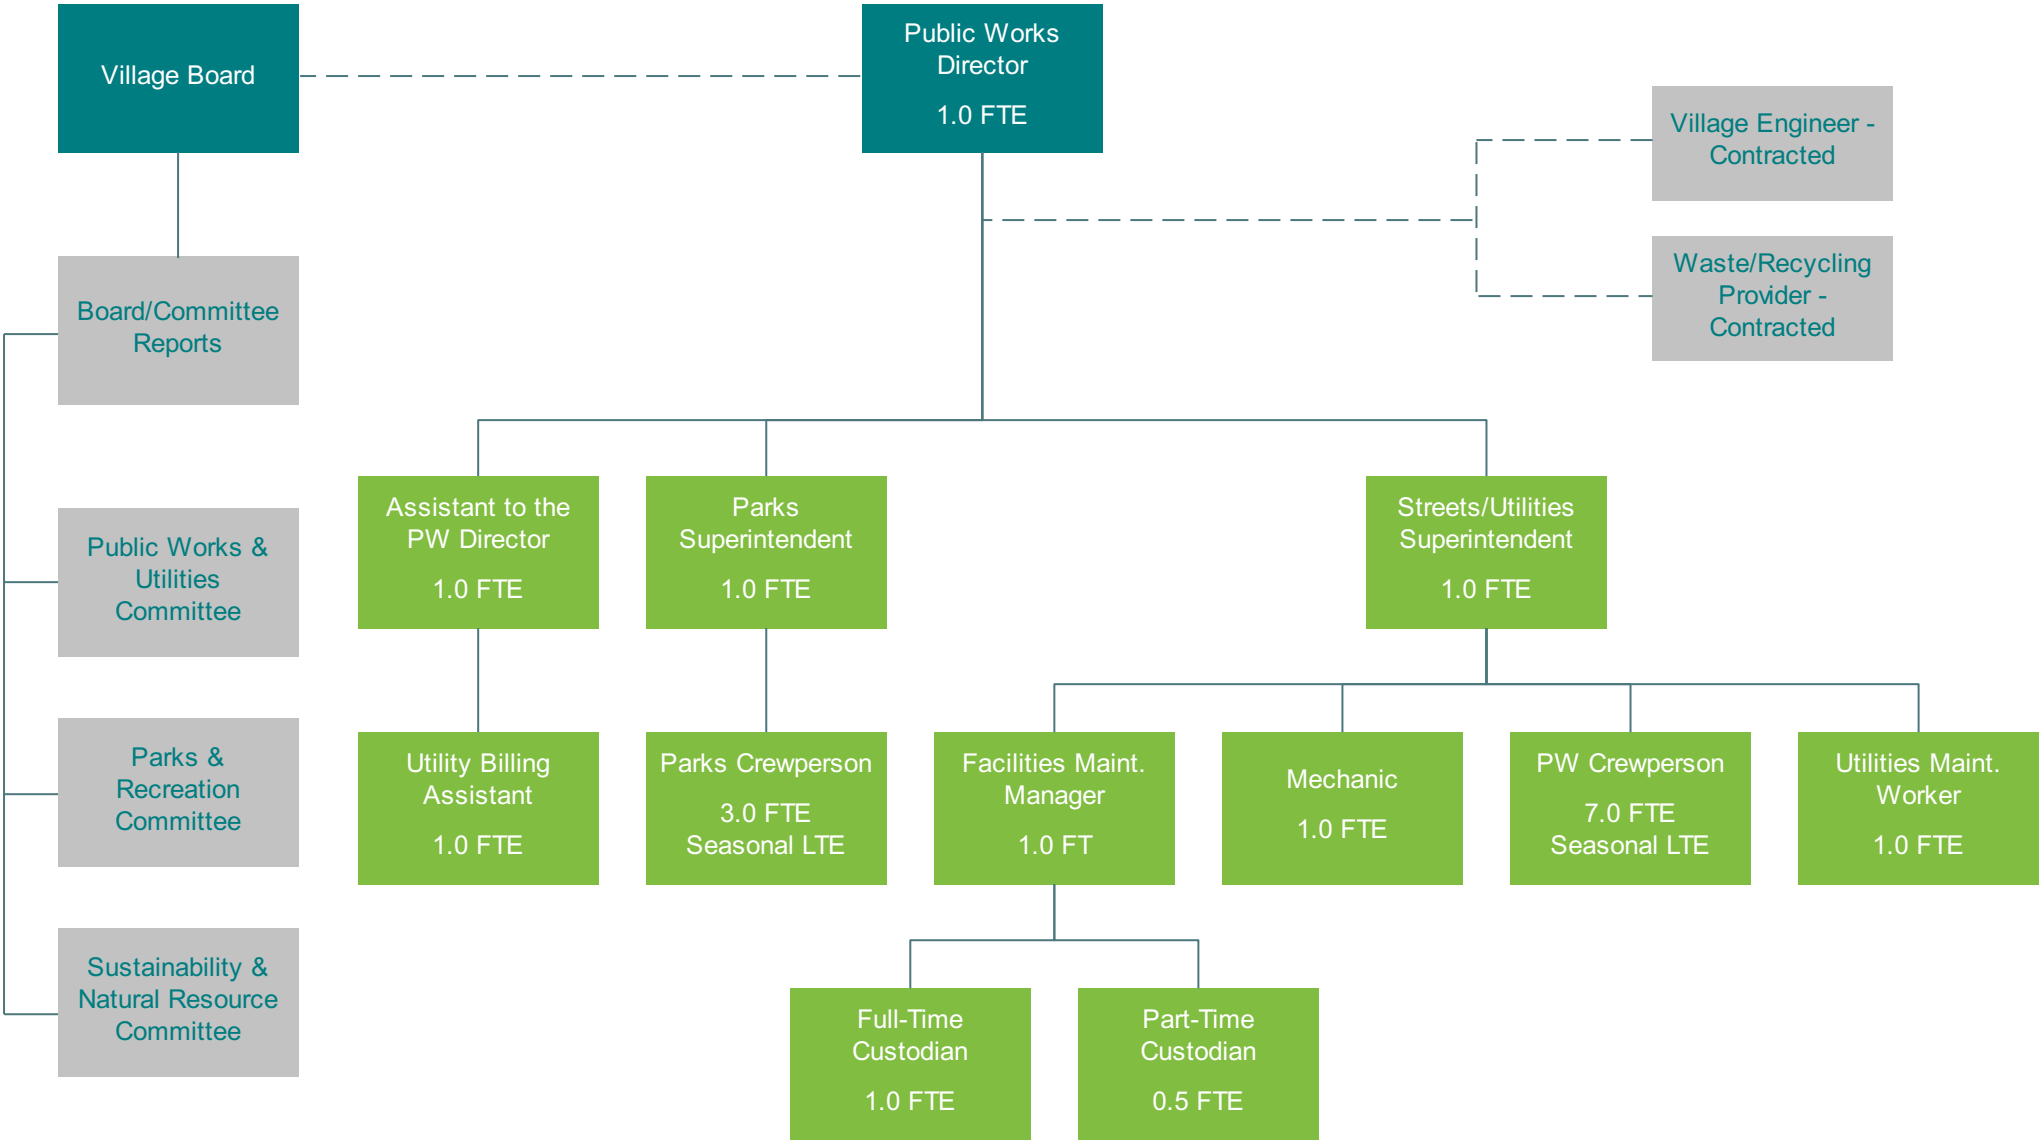 Village Board
Public Works
Director
1.0 FTE
Village Engineer -
Contracted
Waste/Recycling
Provider -
Contracted
Board/Committee
Reports
Public Works &
Utilities
Committee
Parks &
Recreation
Committee
Sustainability &
Natural Resource
Committee
Assistant to the
PW Director
1.0 FTE
Parks
Superintendent
1.0 FTE
Streets/Utilities
Superintendent
1.0 FTE
Utility Billing
Assistant
1.0 FTE
Parks Crewperson
3.0 FTE
Seasonal LTE
Facilities Maint.
Manager
1.0 FT
Mechanic
1.0 FTE
PW Crewperson
7.0 FTE
Seasonal LTE
Utilities Maint.
Worker
1.0 FTE
Full-Time
Custodian
1.0 FTE
Part-Time
Custodian
0.5 FTE